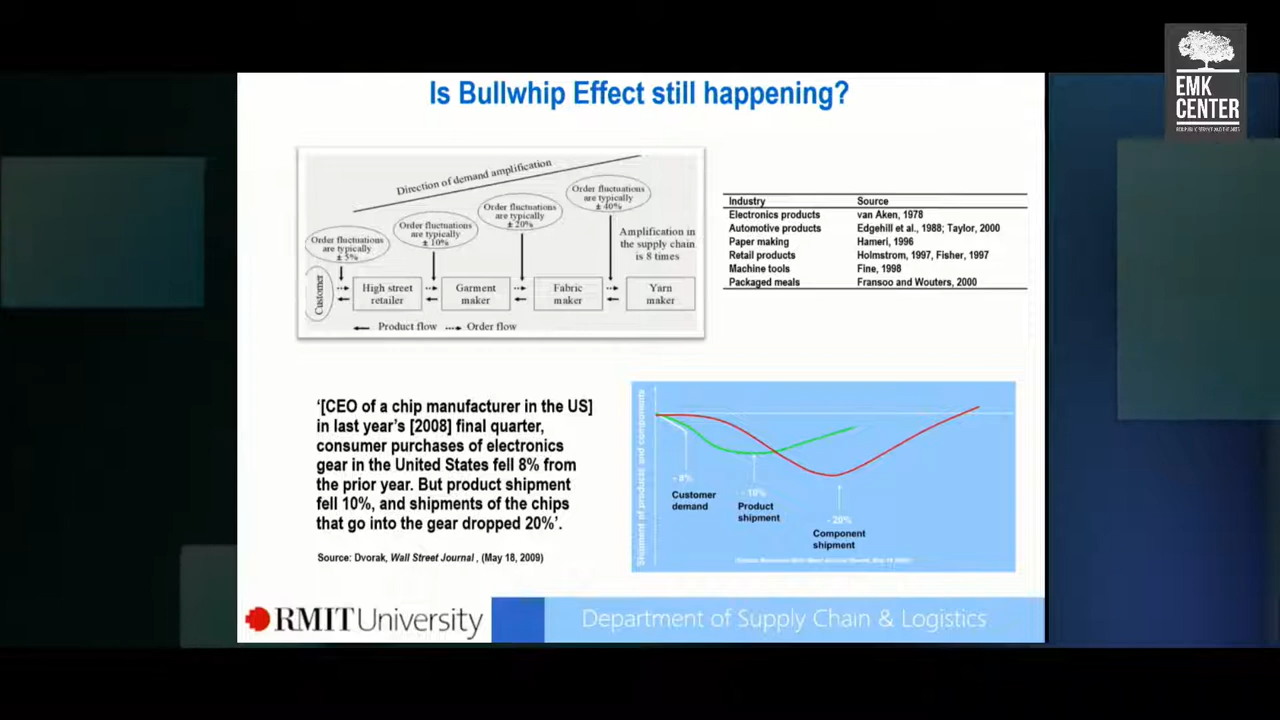 EMK
CENTER
Is Bullwhip Effect still happening?
Direction of demand amplification
Order fluctuations
are typically
± 5%
Order fluctuations
are typically
± 10%
Order fluctuations
are typically
± 20%
Order fluctuations
are typically
± 40%
Amplification in
the supply chain
is 8 times
Customer
High street
retailer
Garment
maker
Fabric
maker
Yarn
maker
Product flow
Order flow
Industry Source
Electronics products van Aken, 1978
Automotive products Edgehill et al., 1988; Taylor, 2000
Paper making Hameri, 1996
Retail products Holmstrom, 1997, Fisher, 1997
Machine tools Fine, 1998
Packaged meals Fransoo and Wouters, 2000
‘[CEO of a chip manufacturer in the US]
in last year’s [2008] final quarter,
consumer purchases of electronics
gear in the United States fell 8% from
the prior year. But product shipment
fell 10%, and shipments of the chips
that go into the gear dropped 20%’.
Source: Dvorak, Wall Street Journal , (May 18, 2009)
Shipment of products and components
- 8%
Customer
demand
- 10%
Product
shipment
- 20%
Component
shipment
RMIT University
Department of Supply Chain & Logistics